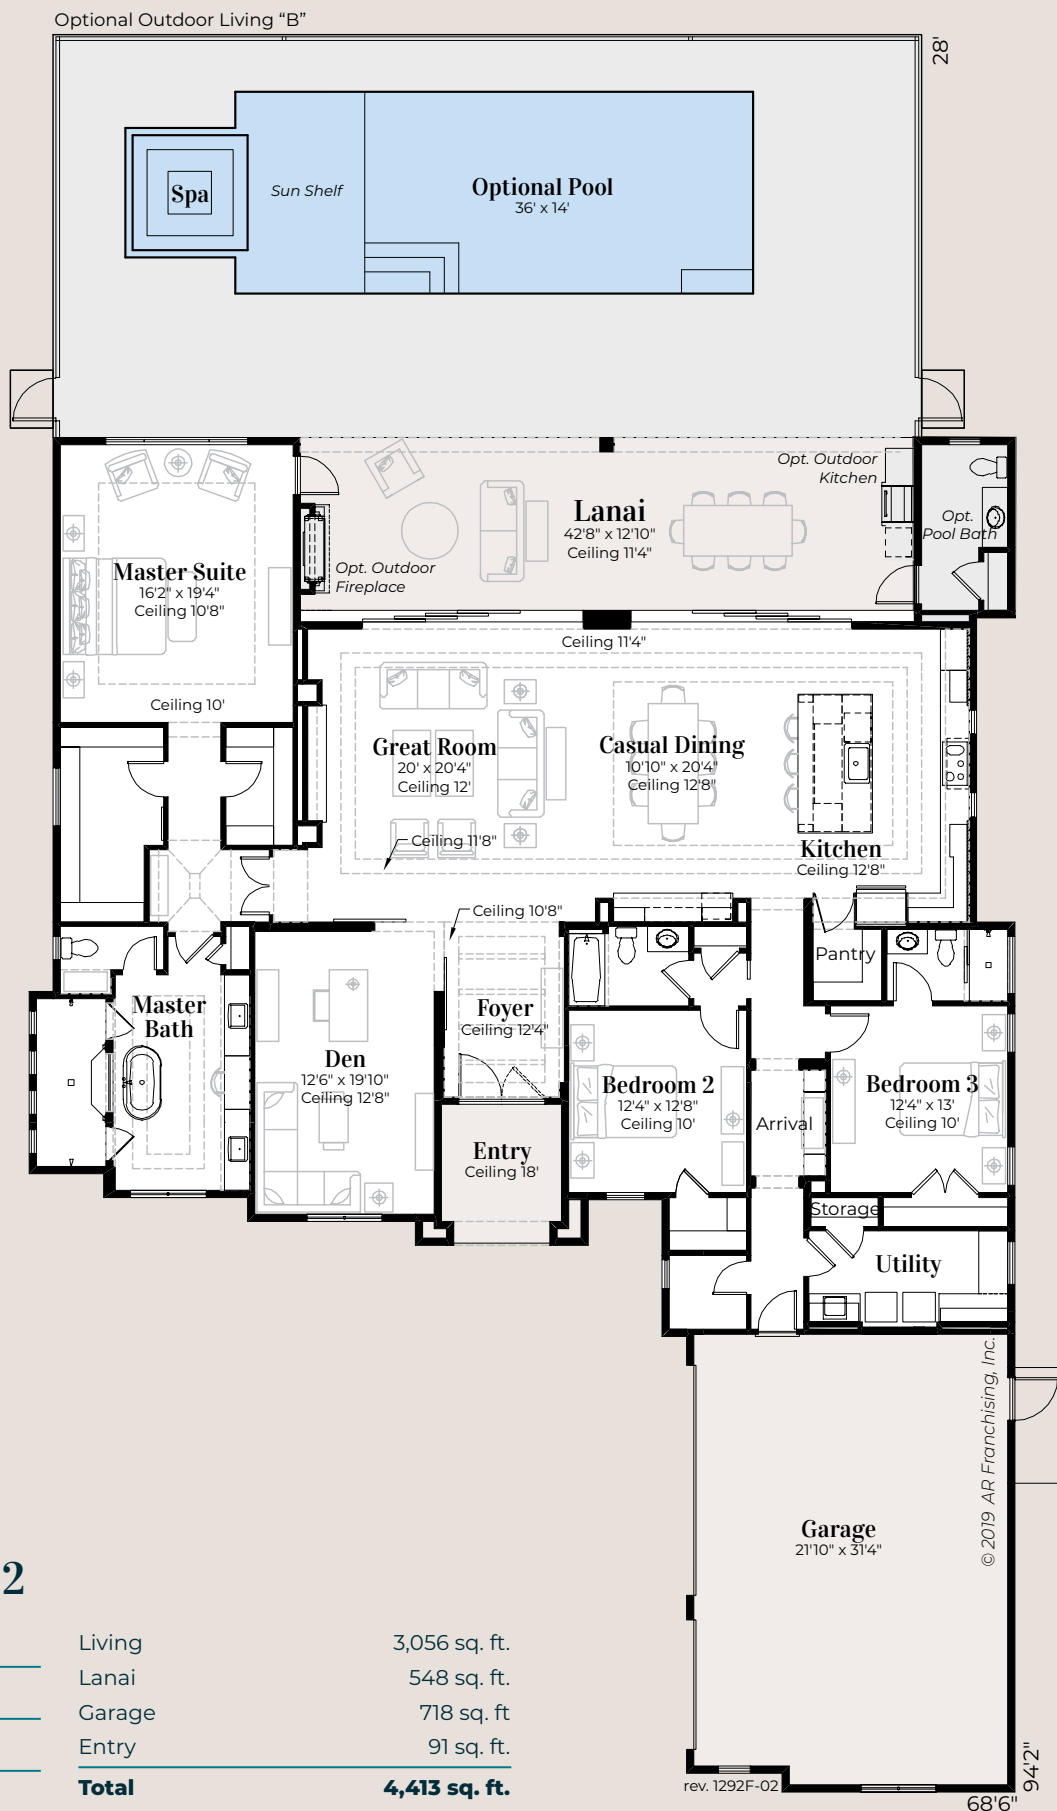 Optional Outdoor Living “B”
28'
Spa
Sun Shelf
Optional Pool
36' x 14'
Opt. Outdoor
Kitchen
Lanai
42'8" x 12'10"
Ceiling 11'4"
Opt.
Pool Bath
Opt. Outdoor
Fireplace
Master Suite
16'2" x 19'4"
Ceiling 10'8"
Ceiling 10'
Ceiling 11'4"
Great Room
20' x 20'4"
Ceiling 12'
Casual Dining
10'10" x 20'4"
Ceiling 12'8"
Ceiling 11'8"
Kitchen
Ceiling 12'8"
Ceiling 10'8"
Pantry
Master
Bath
Foyer
Ceiling 12'4"
Den
12'6" x 19'10"
Ceiling 12'8"
Bedroom 2
12'4" x 12'8"
Ceiling 10'
Bedroom 3
12'4" x 13'
Ceiling 10'
Arrival
Entry
Ceiling 18'
Storage
Utility
© 2019 AR Franchising, Inc.
Garage
21'10" x 31'4"
2
Living 3,056 sq. ft.
Lanai 548 sq. ft.
Garage 718 sq. ft
Entry 91 sq. ft.
Total 4,413 sq. ft.
rev. 1292F-02
94'2"
68'6"